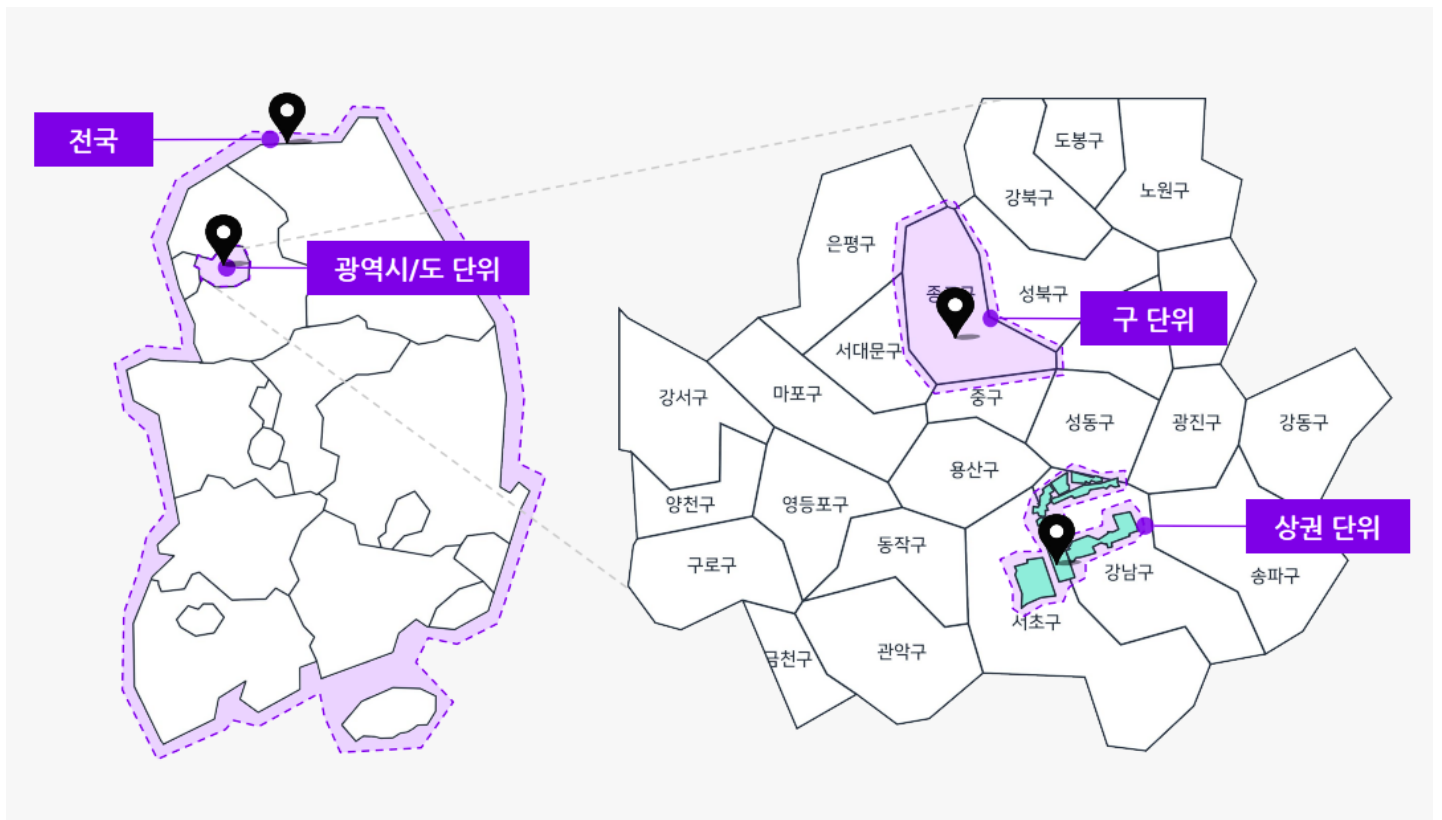 전국
광역시/도 단위
도봉구
강북구
노원구
은평구
성북구
구 단위
서대문구
강서구
마포구
중구
성동구
광진구
강동구
용산구
양천구
영등포구
상권 단위
동작구
구로구
강남구
송파구
서초구
금천구
관악구